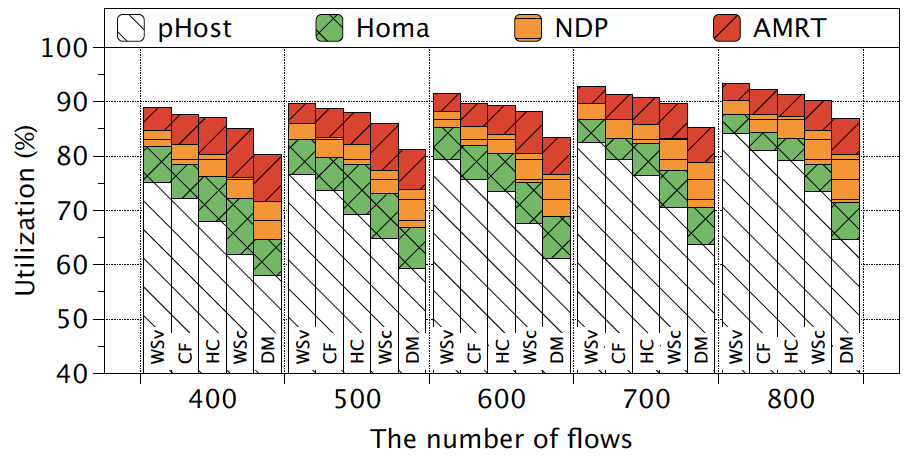 pHost Homa NDP AMRT
100
90
80
70
60
50
40
Utilization (%)
WSv CF HC WSc DM WSv CF HC WSc DM WSv CF HC WSc DM WSv CF HC WSc DM WSv CF HC WSc DM
400 500 600 700 800
The number of flows